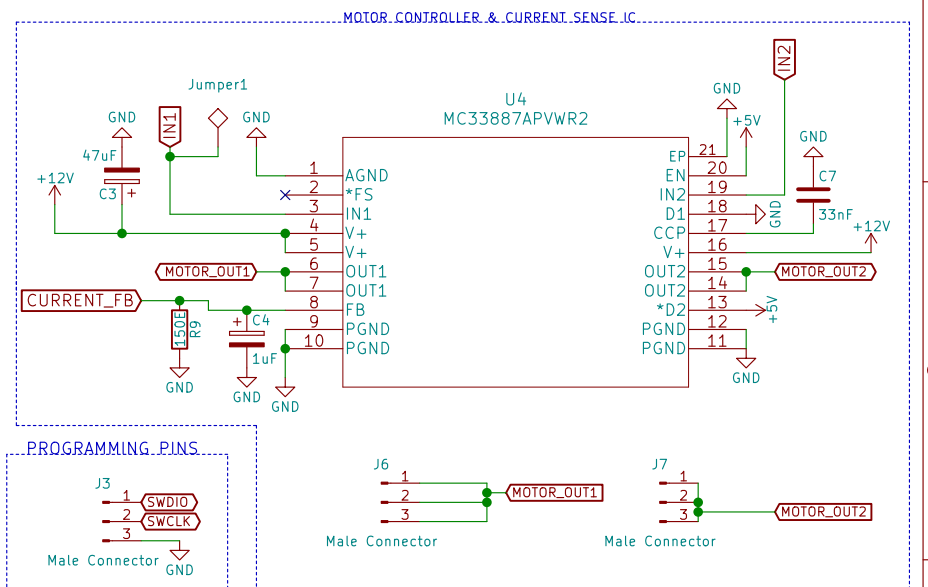 MOTOR CONTROLLER & CURRENT SENSE IC
Jumper1
IN1
IN2
GND
GND
47uF
C3
+
+12V
U4
MC33887APVWR2
GND
+5V
GND
C7
33nF
+12V
1 AGND
2 *FS
3 IN1
4 V+
5 V+
6 OUT1
7 OUT1
8 FB
9 PGND
10 PGND
EP 21
EN 20
IN2 19
D1 18
GND
CCP 17
V+ 16
OUT2 15
OUT2 14
*D2 13
+5V
PGND 12
PGND 11
GND
MOTOR_OUT1
MOTOR_OUT2
CURRENT_FB
150E
R9
GND
+
C4
1uF
GND
GND
PROGRAMMING PINS
J3
1 SWDIO
2 SWCLK
3
Male Connector
GND
J6
1
2
3
MOTOR_OUT1
Male Connector
J7
1
2
3
MOTOR_OUT2
Male Connector